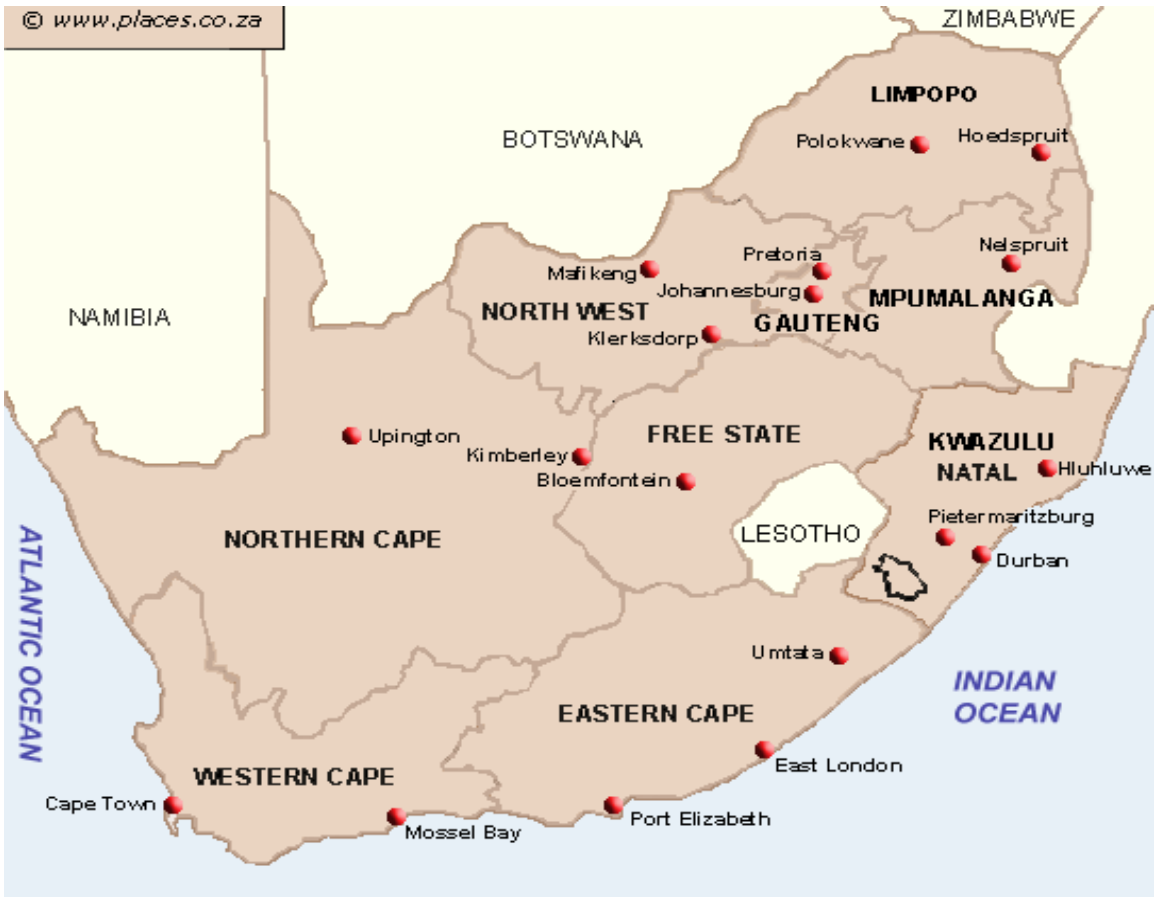 © www.places.co.za
ZIMBABWE
LIMPOPO
BOTSWANA
Polokwane
Hoedspruit
Pretoria
Nelspruit
Mafikeng
Johannesburg
MPUMALANGA
NAMIBIA
NORTH WEST
GAUTENG
Klerksdorp
Upington
FREE STATE
KWAZULU
NATAL
Kimberley
Hluhluwe
Bloemfontein
Pietermaritzburg
NORTHERN CAPE
LESOTHO
Durban
ATLANTIC OCEAN
Umtata
INDIAN
OCEAN
EASTERN CAPE
WESTERN CAPE
East London
Cape Town
Port Elizabeth
Mossel Bay